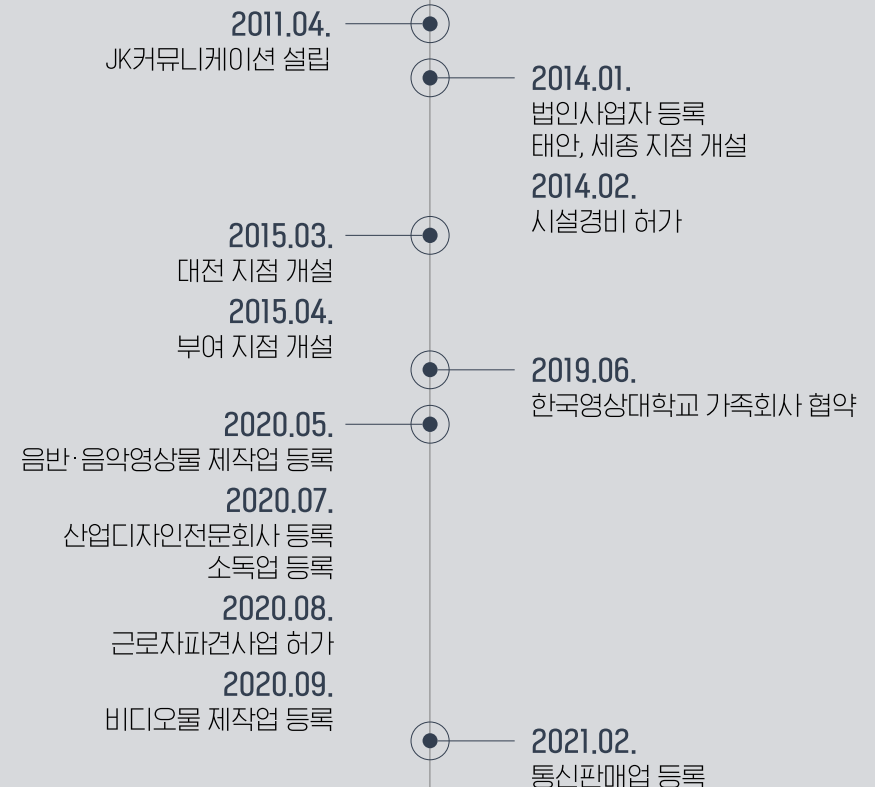 2011.04.
JK커뮤니케이션 설립
2014.01.
법인사업자 등록
태안, 세종 지점 개설
2014.02.
시설경비 허가
2015.03.
대전 지점 개설
2015.04.
부여 지점 개설
2019.06.
한국영상대학교 가족회사 협약
2020.05.
음반·음악영상물 제작업 등록
2020.07.
산업디자인전문회사 등록
소독업 등록
2020.08.
근로자파견사업 허가
2020.09.
비디오물 제작업 등록
2021.02.
통신판매업 등록